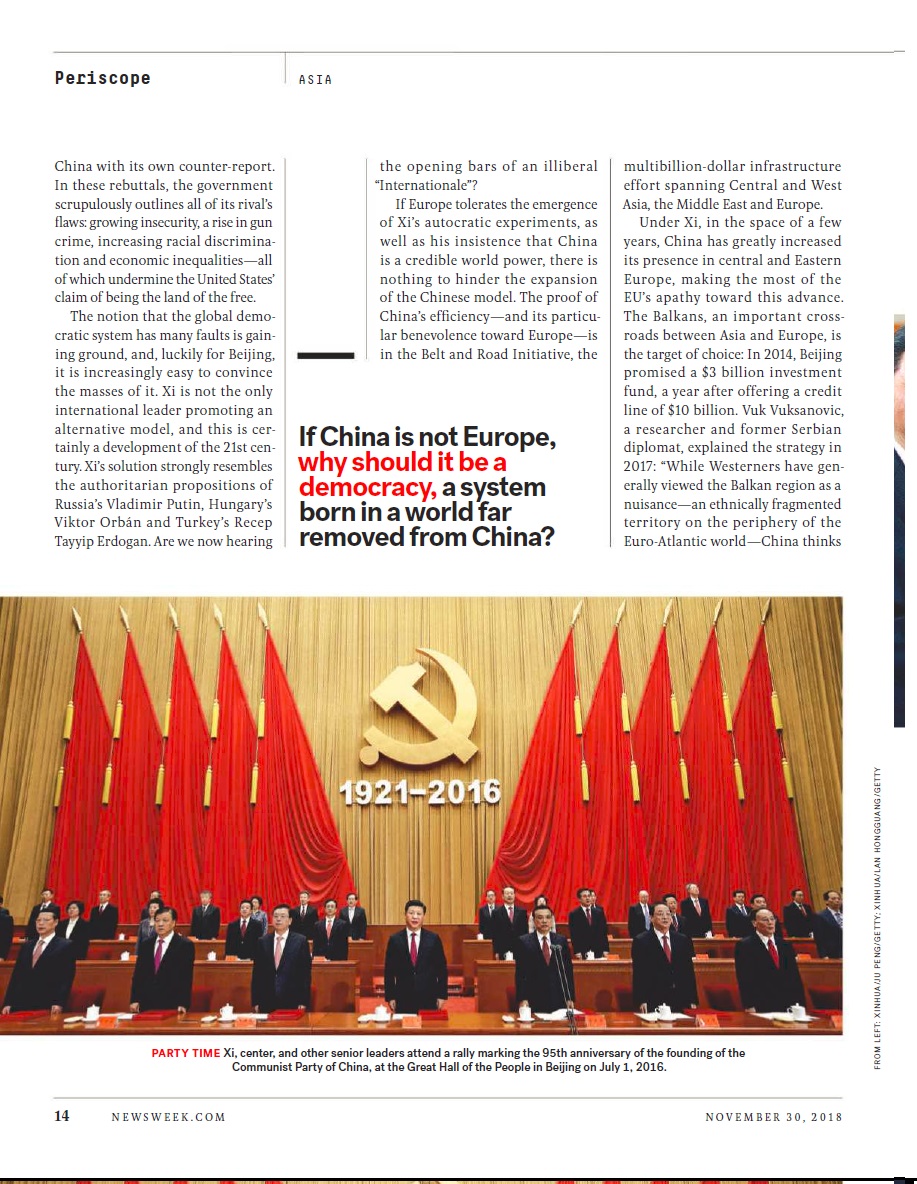 Periscope
ASIA
China with its own counter-report.
In these rebuttals, the government
scrupulously outlines all of its rival's
flaws: growing insecurity, a rise in gun
crime, increasing racial discrimina-
tion and economic inequalities—all
of which undermine the United States'
claim of being the land of the free.
The notion that the global demo-
cratic system has many faults is gain-
ing ground, and, luckily for Beijing,
it is increasingly easy to convince
the masses of it. Xi is not the only
international leader promoting an
alternative model, and this is cer-
tainly a development of the 21st cen-
tury. Xi's solution strongly resembles
the authoritarian propositions of
Russia's Vladimir Putin, Hungary's
Viktor Orbán and Turkey's Recep
Tayyip Erdogan. Are we now hearing
the opening bars of an illiberal
“Internationale”?
If Europe tolerates the emergence
of Xi's autocratic experiments, as
well as his insistence that China
is a credible world power, there is
nothing to hinder the expansion
of the Chinese model. The proof of
China's efficiency—and its particu-
lar benevolence toward Europe—is
in the Belt and Road Initiative, the
If China is not Europe,
why should it be a
democracy, a system
born in a world far
removed from China?
multibillion-dollar infrastructure
effort spanning Central and West
Asia, the Middle East and Europe.
Under Xi, in the space of a few
years, China has greatly increased
its presence in central and Eastern
Europe, making the most of the
EU's apathy toward this advance.
The Balkans, an important cross-
roads between Asia and Europe, is
the target of choice: In 2014, Beijing
promised a $3 billion investment
fund, a year after offering a credit
line of $10 billion. Vuk Vuksanovic,
a researcher and former Serbian
diplomat, explained the strategy in
2017: “While Westerners have gen-
erally viewed the Balkan region as a
nuisance—an ethnically fragmented
territory on the periphery of the
Euro-Atlantic world—China thinks
1921-2016
FROM LEFT: XINHUA/JU PENG/GETTY; XINHUA/LAN HONGGUANG/GETTY
PARTY TIME Xi, center, and other senior leaders attend a rally marking the 95th anniversary of the founding of the
Communist Party of China, at the Great Hall of the People in Beijing on July 1, 2016.
14 NEWSWEEK.COM
NOVEMBER 30, 2018